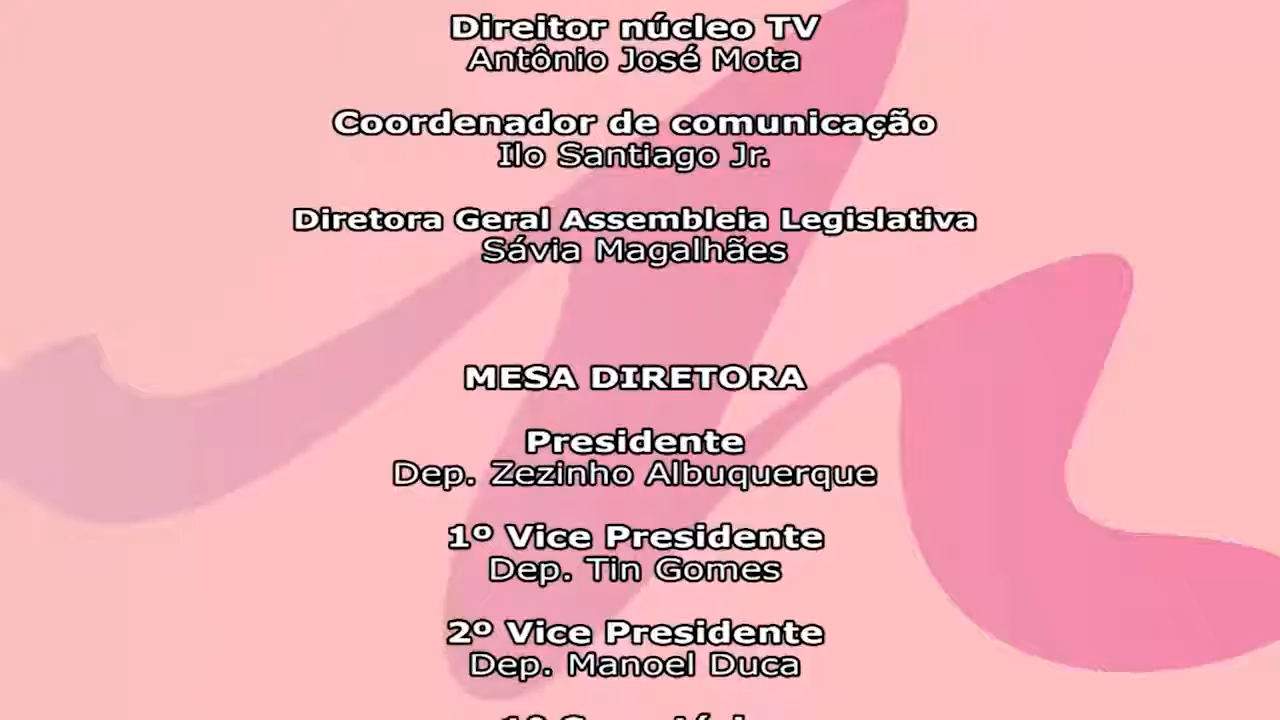 Direitor núcleo TV
Antônio José Mota
Coordenador de comunicação
Ilo Santiago Jr.
Diretora Geral Assembleia Legislativa
Sávia Magalhães
MESA DIRETORA
Presidente
Dep. Zezinho Albuquerque
1º Vice Presidente
Dep. Tin Gomes
2º Vice Presidente
Dep. Manoel Duca